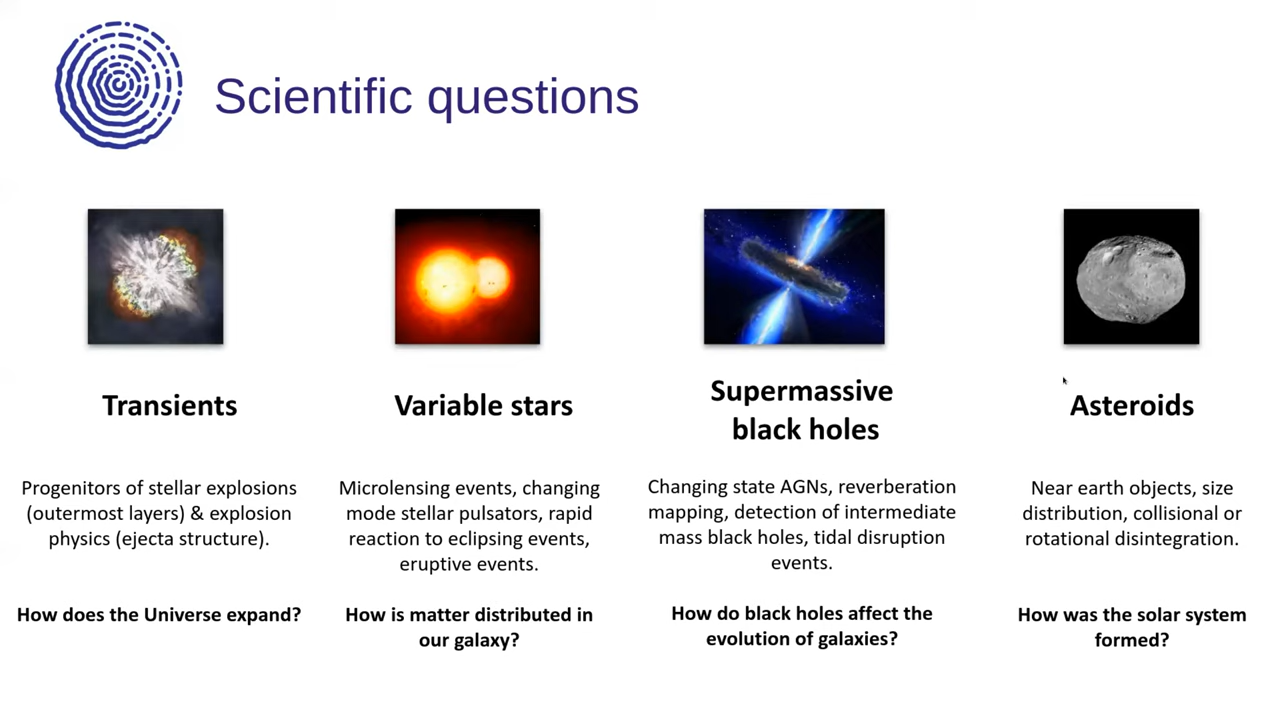 Scientific questions
Transients
Progenitors of stellar explosions
(outermost layers) & explosion
physics (ejecta structure).
How does the Universe expand?
Variable stars
Microlensing events, changing
mode stellar pulsators, rapid
reaction to eclipsing events,
eruptive events.
How is matter distributed in
our galaxy?
Supermassive
black holes
Changing state AGNs, reverberation
mapping, detection of intermediate
mass black holes, tidal disruption
events.
How do black holes affect the
evolution of galaxies?
Asteroids
Near earth objects, size
distribution, collisional or
rotational disintegration.
How was the solar system
formed?